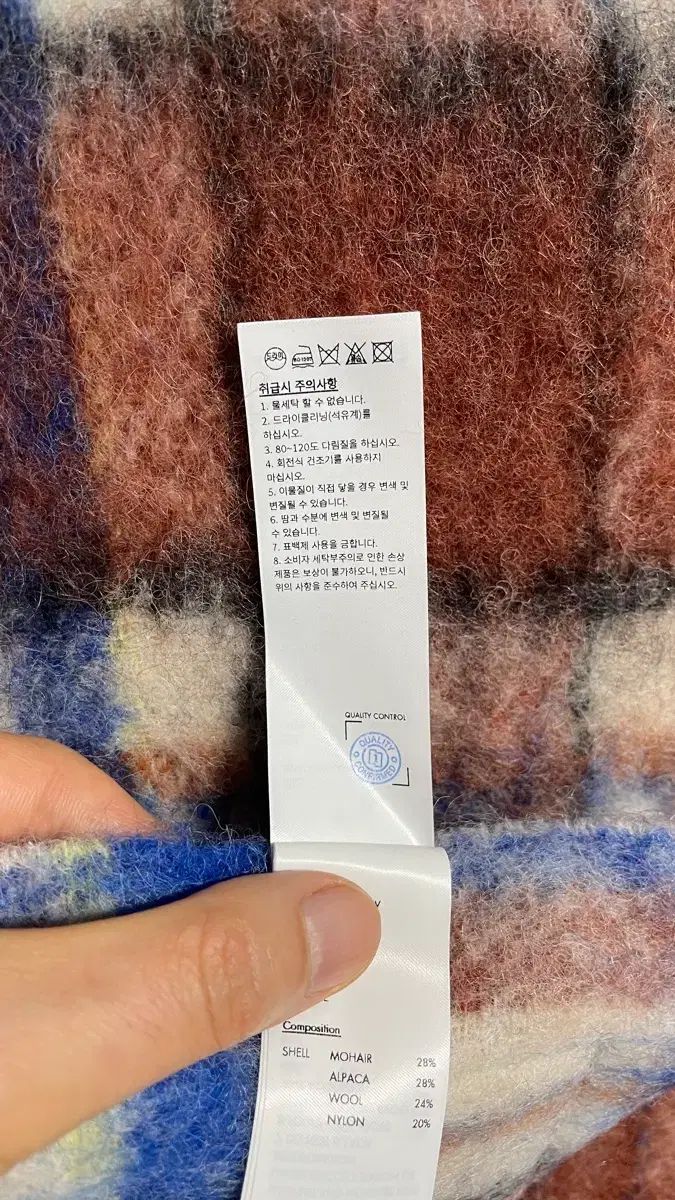 드라이
취급시 주의사항
1. 물세탁 할 수 없습니다.
2. 드라이클리닝(석유계)를
하십시오.
3. 80~120도 다림질을 하십시오.
4. 회전식 건조기를 사용하지
마십시오.
5. 이물질이 직접 닿을 경우 변색 및
변질될 수 있습니다.
6. 땀과 수분에 변색 및 변질될
수 있습니다.
7. 표백제 사용을 금합니다.
8. 소비자 세탁부주의로 인한 손상
제품은 보상이 불가하오니, 반드시
위의 사항을 준수하여 주십시오.
QUALITY CONTROL
QUALITY
CONFIRMED
Composition
SHELL MOHAIR 28%
ALPACA 28%
WOOL 24%
NYLON 20%